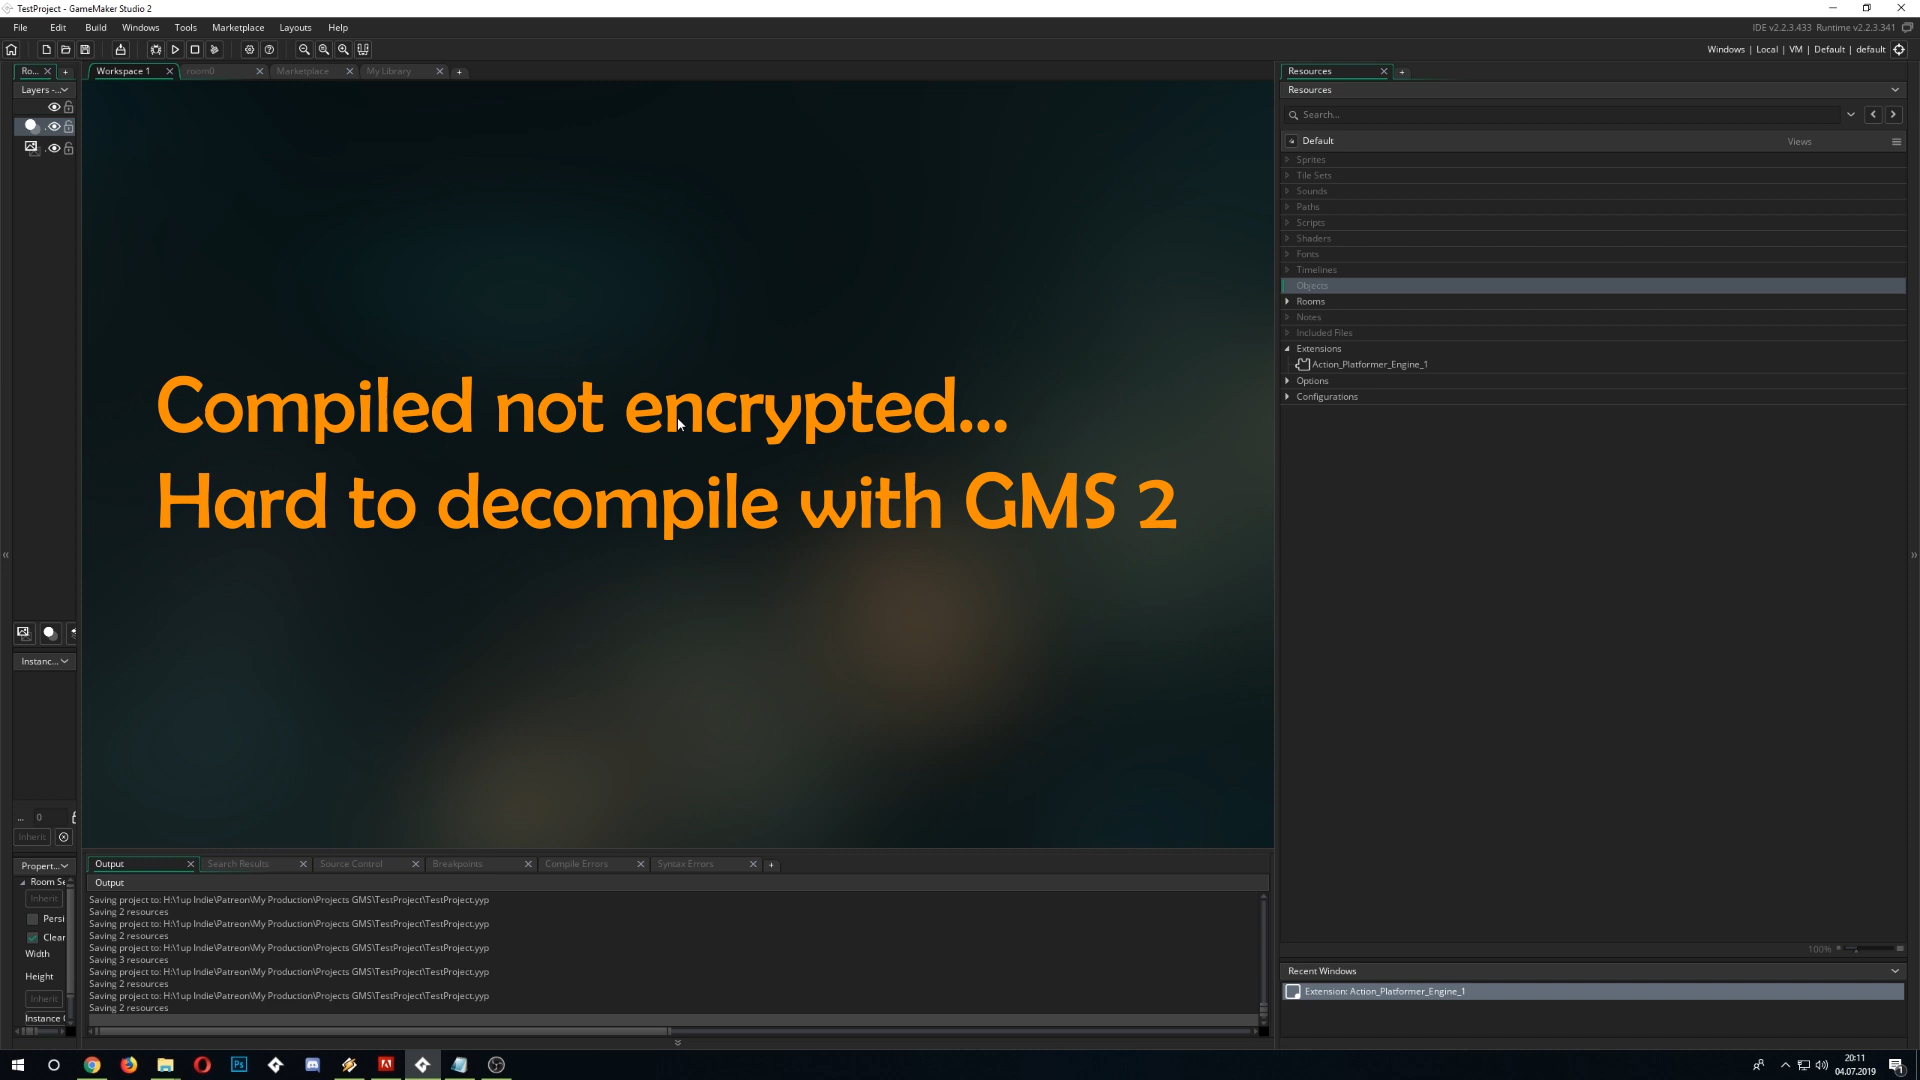 TestProject - GameMaker Studio 2
File Edit Build Windows Tools Marketplace Layouts Help
IDE v2.2.3.433 Runtime v2.2.3.341
Windows | Local | VM | Default | default
Ro...
Workspace 1
room0
Marketplace
My Library
Resources
Layers -...
Resources
Search...
Default
Views
Sprites
Tile Sets
Sounds
Paths
Scripts
Shaders
Fonts
Timelines
Objects
Rooms
Notes
Included Files
Extensions
Action_Platformer_Engine_1
Options
Configurations
Compiled not encrypted...
Hard to decompile with GMS 2
Instanc...
... 0
Inherit
Propert...
Room Se
Inherit
Persi
Clear
Width
Height
Inherit
Instance
Output
Search Results
Source Control
Breakpoints
Compile Errors
Syntax Errors
Output
Saving project to: H:\1up Indie\Patreon\My Production\Projects GMS\TestProject\TestProject.yyp
Saving 2 resources
Saving project to: H:\1up Indie\Patreon\My Production\Projects GMS\TestProject\TestProject.yyp
Saving 2 resources
Saving project to: H:\1up Indie\Patreon\My Production\Projects GMS\TestProject\TestProject.yyp
Saving 3 resources
Saving project to: H:\1up Indie\Patreon\My Production\Projects GMS\TestProject\TestProject.yyp
Saving 2 resources
Saving project to: H:\1up Indie\Patreon\My Production\Projects GMS\TestProject\TestProject.yyp
Saving 2 resources
100%
Recent Windows
Extension: Action_Platformer_Engine_1
Ps
20:11
04.07.2019